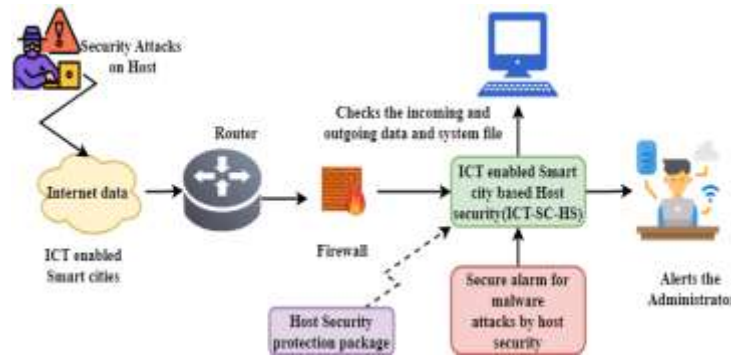 Security Attacks
on Host
Checks the incoming and
outgoing data and system file
Router
Internet data
ICT enabled Smart
city based Host
security(ICT-SC-HS)
ICT enabled
Smart cities
Firewall
Secure alarm for
malware
attacks by host
security
Alerts the
Administrator
Host Security
protection package